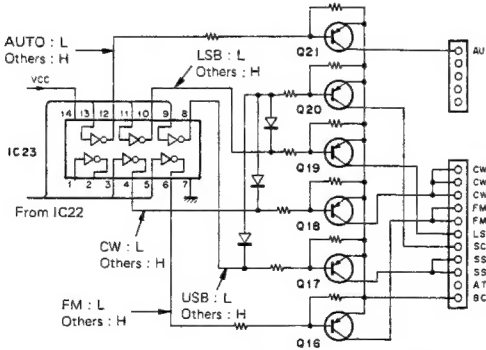 AUTO : L
Others : H
LSB : L
Others : H
VCC
14 13 12 11 10 9 8
IC23
1 2 3 4 5 6 7
From IC22
CW : L
Others : H
FM : L
Others : H
USB : L
Others : H
Q21
Q20
Q19
Q18
Q17
Q16
AU
CW
CW
CW
FM
FM
LS
SC
SS
SS
AT
BC